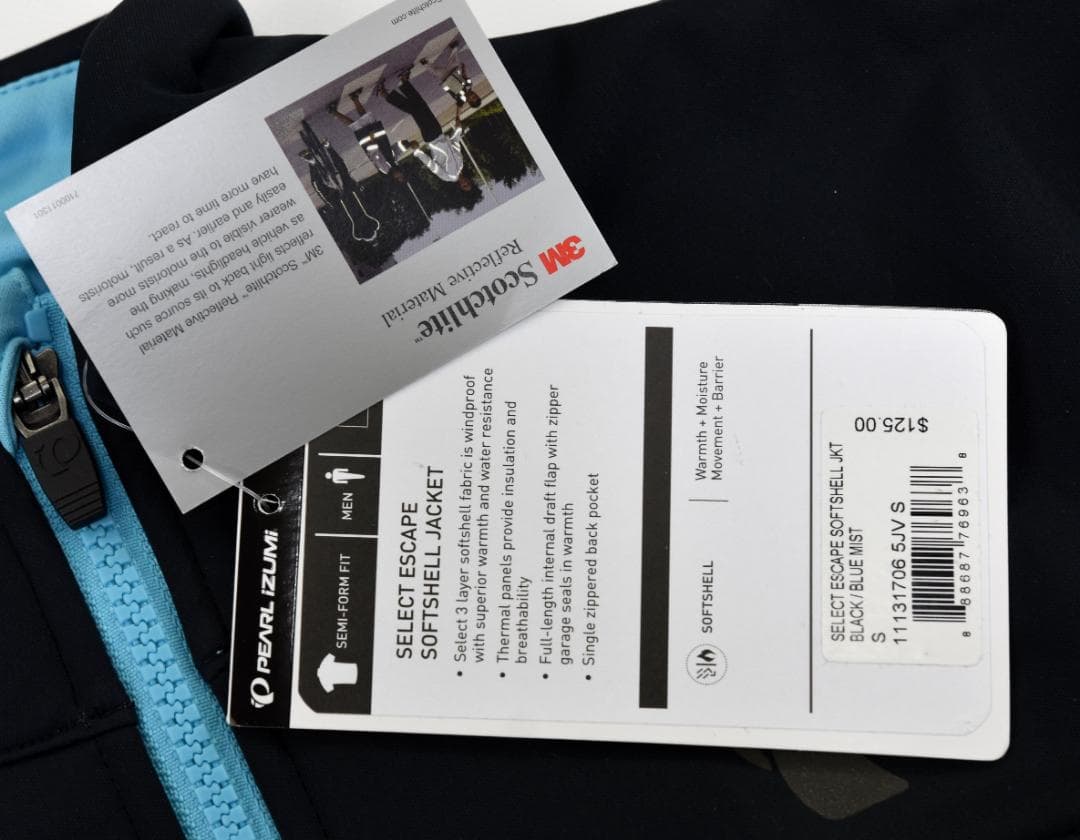 Scotchlite.com
3M Scotchlite™
Reflective Material
3M™ Scotchlite™ Reflective Material
reflects light back to its source such
as vehicle headlights, making the
wearer visible to the motorists more
easily and earlier. As a result, motorists
have more time to react.
710001301
PEARL iZUMi
SEMI-FORM FIT
MEN
SELECT ESCAPE
SOFTSHELL JACKET
• Select 3 layer softshell fabric is windproof
with superior warmth and water resistance
• Thermal panels provide insulation and
breathability
• Full-length internal draft flap with zipper
garage seals in warmth
• Single zippered back pocket
SOFTSHELL
Warmth + Moisture
Movement + Barrier
SELECT ESCAPE SOFTSHELL JKT
BLACK / BLUE MIST
S
11131706 5JV S
8 88687 76963 8
$125.00